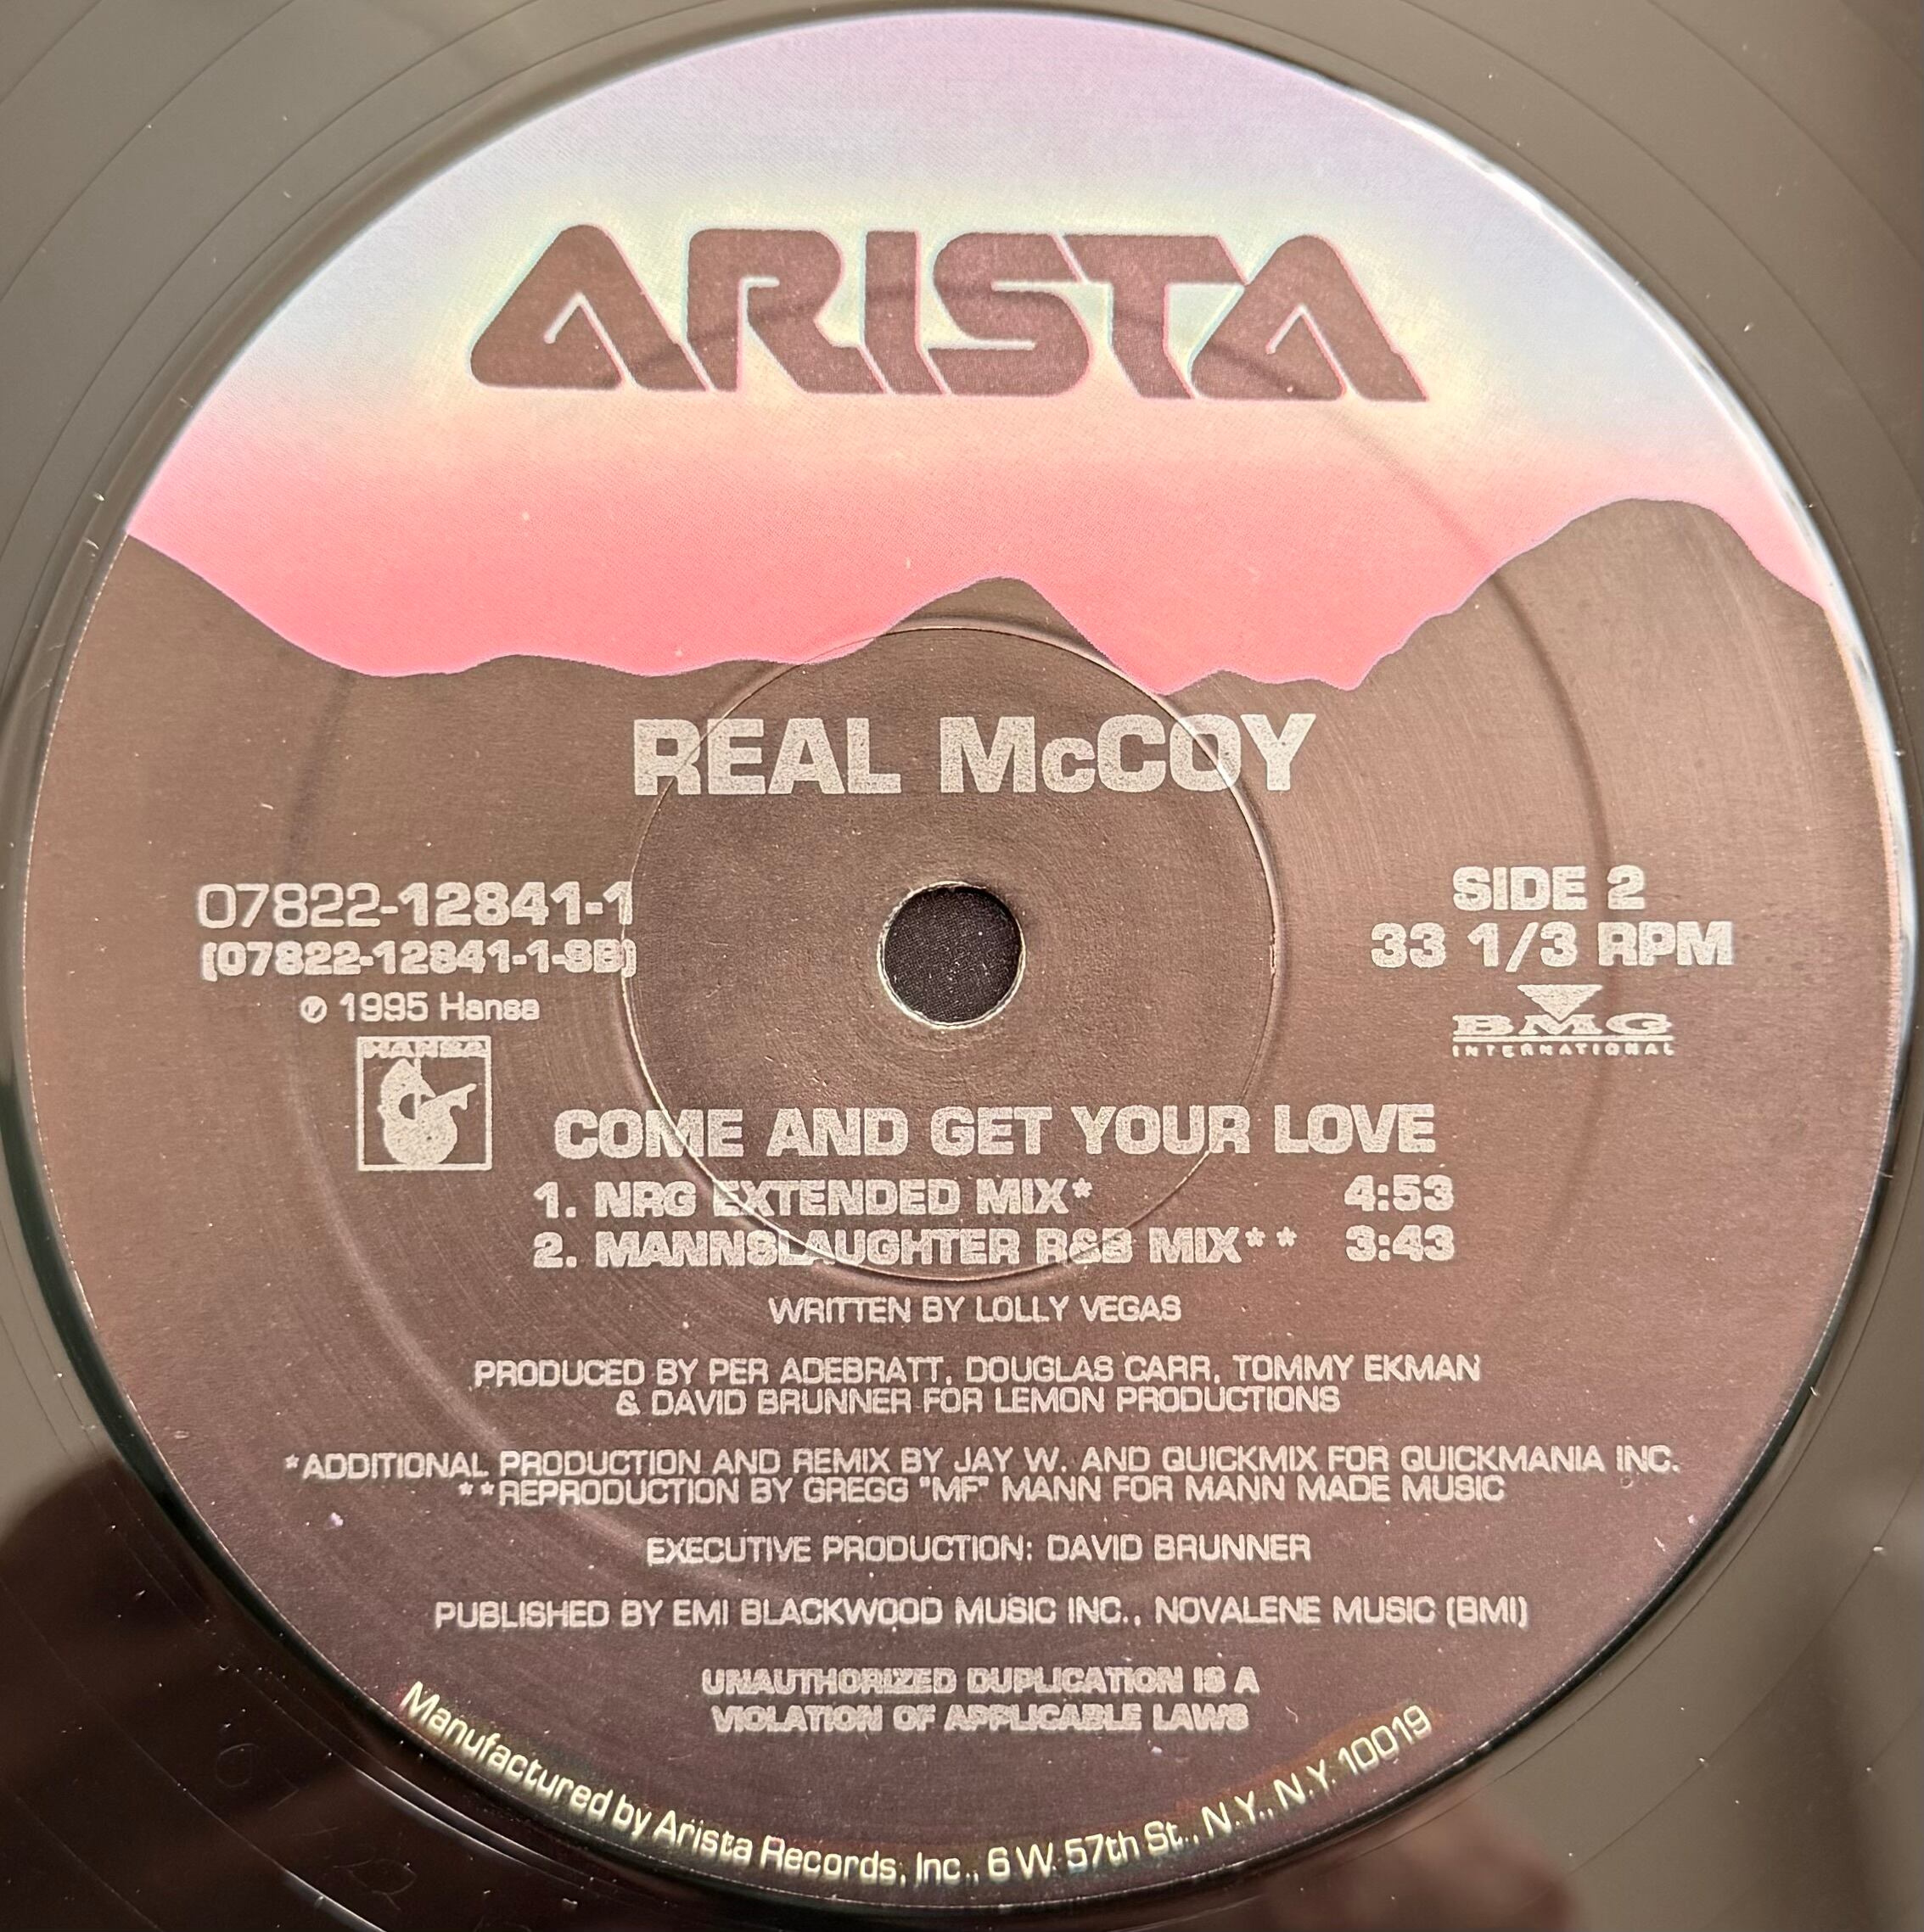 ARISTA
REAL McCOY
07822-12841-1
(07822-12841-1-SB)
℗ 1995 Hansa
HANSA
SIDE 2
33 1/3 RPM
BMG
INTERNATIONAL
COME AND GET YOUR LOVE
1. NRG EXTENDED MIX* 4:53
2. MANNSLAUGHTER R&B MIX** 3:43
WRITTEN BY LOLLY VEGAS
PRODUCED BY PER ADEBRATT, DOUGLAS CARR, TOMMY EKMAN
& DAVID BRUNNER FOR LEMON PRODUCTIONS
*ADDITIONAL PRODUCTION AND REMIX BY JAY W. AND QUICKMIX FOR QUICKMANIA INC.
**REPRODUCTION BY GREGG "MF" MANN FOR MANN MADE MUSIC
EXECUTIVE PRODUCTION: DAVID BRUNNER
PUBLISHED BY EMI BLACKWOOD MUSIC INC., NOVALENE MUSIC (BMI)
UNAUTHORIZED DUPLICATION IS A
VIOLATION OF APPLICABLE LAWS
Manufactured by Arista Records, Inc., 6 W. 57th St., N.Y., N.Y. 10019